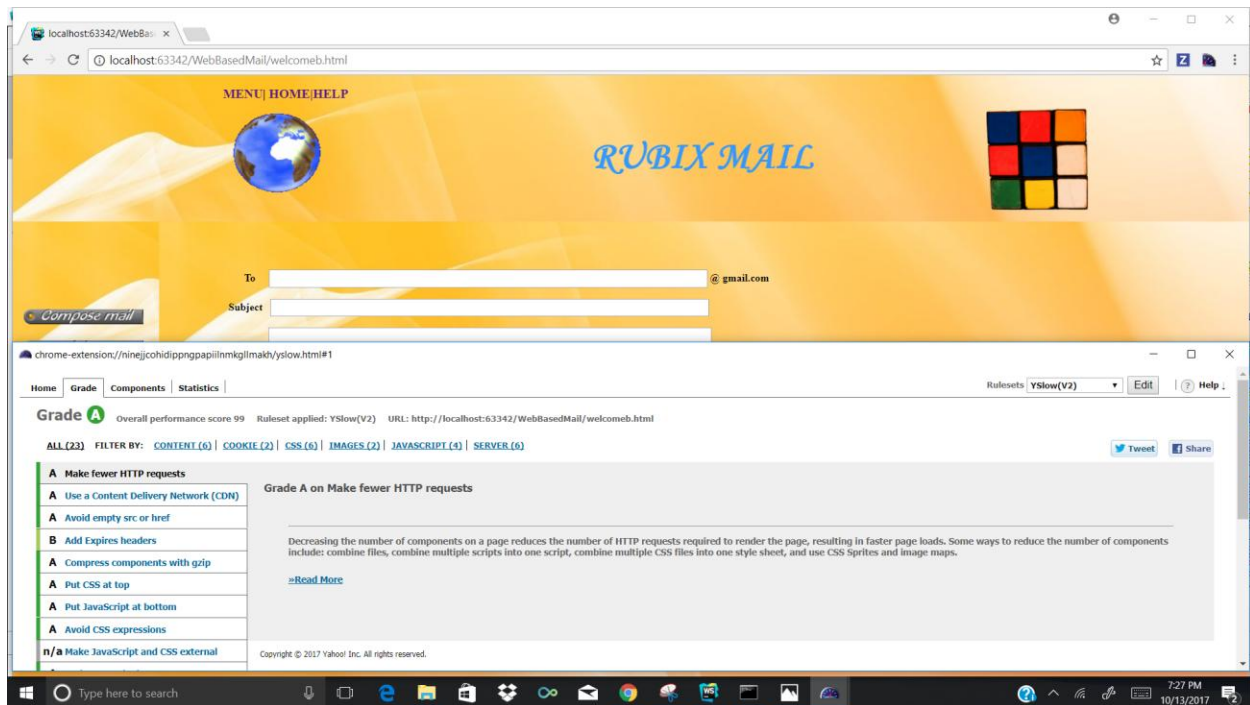 localhost:63342/WebBas
localhost:63342/WebBasedMail/welcomeb.html
MENU| HOME|HELP
RUBIX MAIL
To
@ gmail.com
Subject
Compose mail
chrome-extension://ninejjcohidippngpapiilnmkgllmakh/yslow.html#1
Home Grade Components Statistics
Rulesets YSlow(V2) Edit ? Help ↓
Grade A Overall performance score 99 Ruleset applied: YSlow(V2) URL: http://localhost:63342/WebBasedMail/welcomeb.html
ALL (23) FILTER BY: CONTENT (6) | COOKIE (2) | CSS (6) | IMAGES (2) | JAVASCRIPT (4) | SERVER (6)
Tweet Share
A Make fewer HTTP requests
A Use a Content Delivery Network (CDN)
A Avoid empty src or href
B Add Expires headers
A Compress components with gzip
A Put CSS at top
A Put JavaScript at bottom
A Avoid CSS expressions
n/a Make JavaScript and CSS external
Grade A on Make fewer HTTP requests
Decreasing the number of components on a page reduces the number of HTTP requests required to render the page, resulting in faster page loads. Some ways to reduce the number of components
include: combine files, combine multiple scripts into one script, combine multiple CSS files into one style sheet, and use CSS Sprites and image maps.
»Read More
Copyright © 2017 Yahoo! Inc. All rights reserved.
Type here to search
7:27 PM
10/13/2017